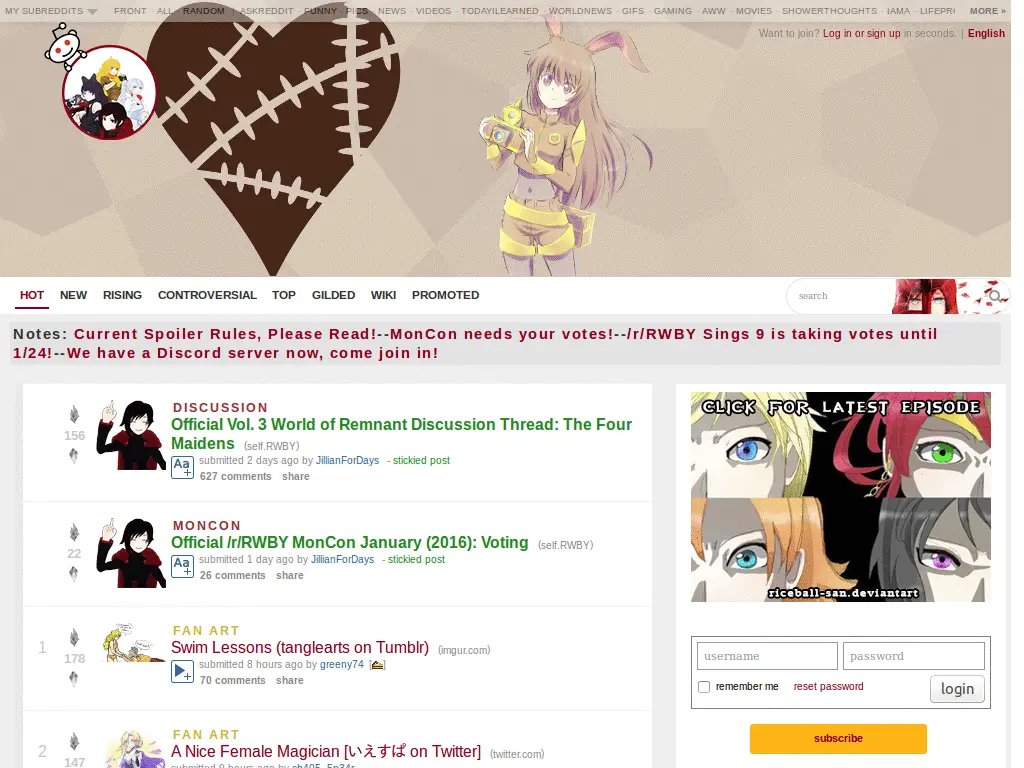 MY SUBREDDITS FRONT - ALL - RANDOM | ASKREDDIT - FUNNY - PICS - NEWS - VIDEOS - TODAYILEARNED - WORLDNEWS - GIFS - GAMING - AWW - MOVIES - SHOWERTHOUGHTS - IAMA - LIFEPR MORE »
Want to join? Log in or sign up in seconds. | English
HOT NEW RISING CONTROVERSIAL TOP GILDED WIKI PROMOTED search
Notes: Current Spoiler Rules, Please Read!--MonCon needs your votes!--/r/RWBY Sings 9 is taking votes until
1/24!--We have a Discord server now, come join in!
CLICK FOR LATEST EPISODE
riceball-san.deviantart
DISCUSSION
156 Official Vol. 3 World of Remnant Discussion Thread: The Four
Maidens (self.RWBY)
Aa submitted 2 days ago by JillianForDays - stickied post
627 comments share
MONCON
22 Official /r/RWBY MonCon January (2016): Voting (self.RWBY)
Aa submitted 1 day ago by JillianForDays - stickied post
26 comments share
FAN ART
1 178 Swim Lessons (tanglearts on Tumblr) (imgur.com)
submitted 8 hours ago by greeny74
70 comments share
FAN ART
2 147 A Nice Female Magician [いえすぱ on Twitter] (twitter.com)
submitted 9 hours ago by sh405_5p34r
username password
remember me reset password login
subscribe